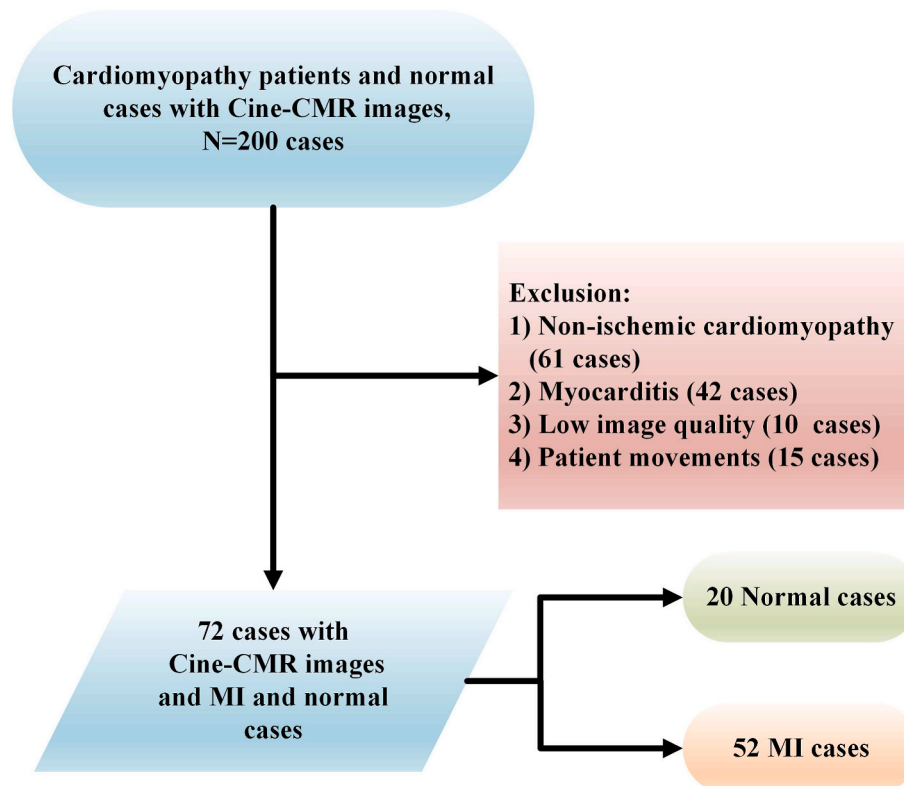 Cardiomyopathy patients and normal
cases with Cine-CMR images,
N=200 cases
Exclusion:
1) Non-ischemic cardiomyopathy
(61 cases)
2) Myocarditis (42 cases)
3) Low image quality (10 cases)
4) Patient movements (15 cases)
72 cases with
Cine-CMR images
and MI and normal
cases
20 Normal cases
52 MI cases